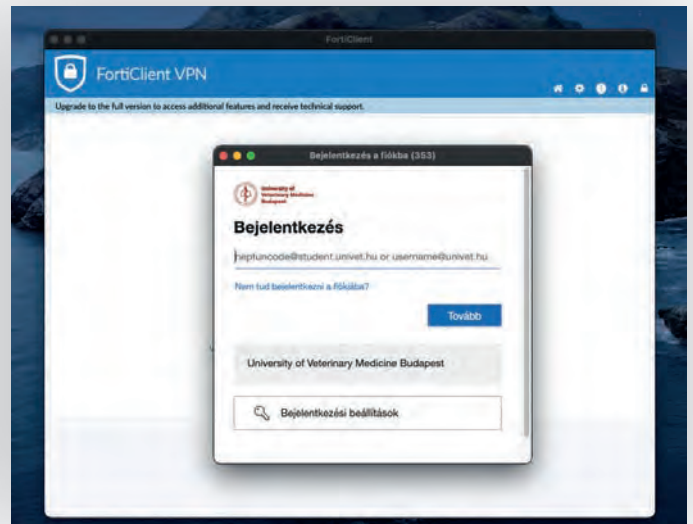 FortiClient
FortiClient VPN
Upgrade to the full version to access additional features and receive technical support.
Bejelentkezés a fiókba (353)
University of
Veterinary Medicine
Budapest
Bejelentkezés
neptuncode@student.univet.hu or username@univet.hu
Nem tud bejelentkezni a fiókjába?
Tovább
University of Veterinary Medicine Budapest
Bejelentkezési beállítások